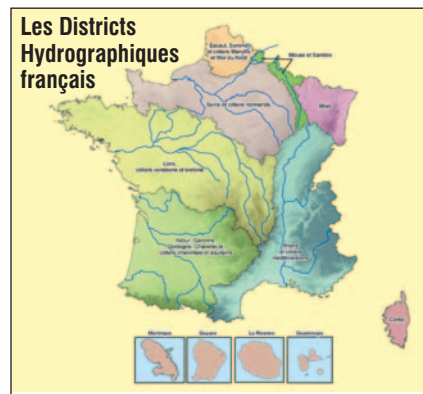 Les Districts
Hydrographiques
français
Escaut, Somme
et côtiers Manche
et Mer du Nord
Meuse et Sambre
Seine et côtiers normands
Rhin
Loire,
côtiers vendéens et bretons
Adour, Garonne,
Dordogne, Charente et
côtiers charentais et aquitains
Rhône
et côtiers
méditerranéens
Corse
Martinique
Guyane
La Réunion
Guadeloupe